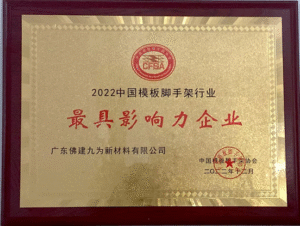 CFSA
2022中国模板脚手架行业
最具影响力企业
广东佛建九为新材料有限公司
中国模板脚手架协会
二〇二二年十二月